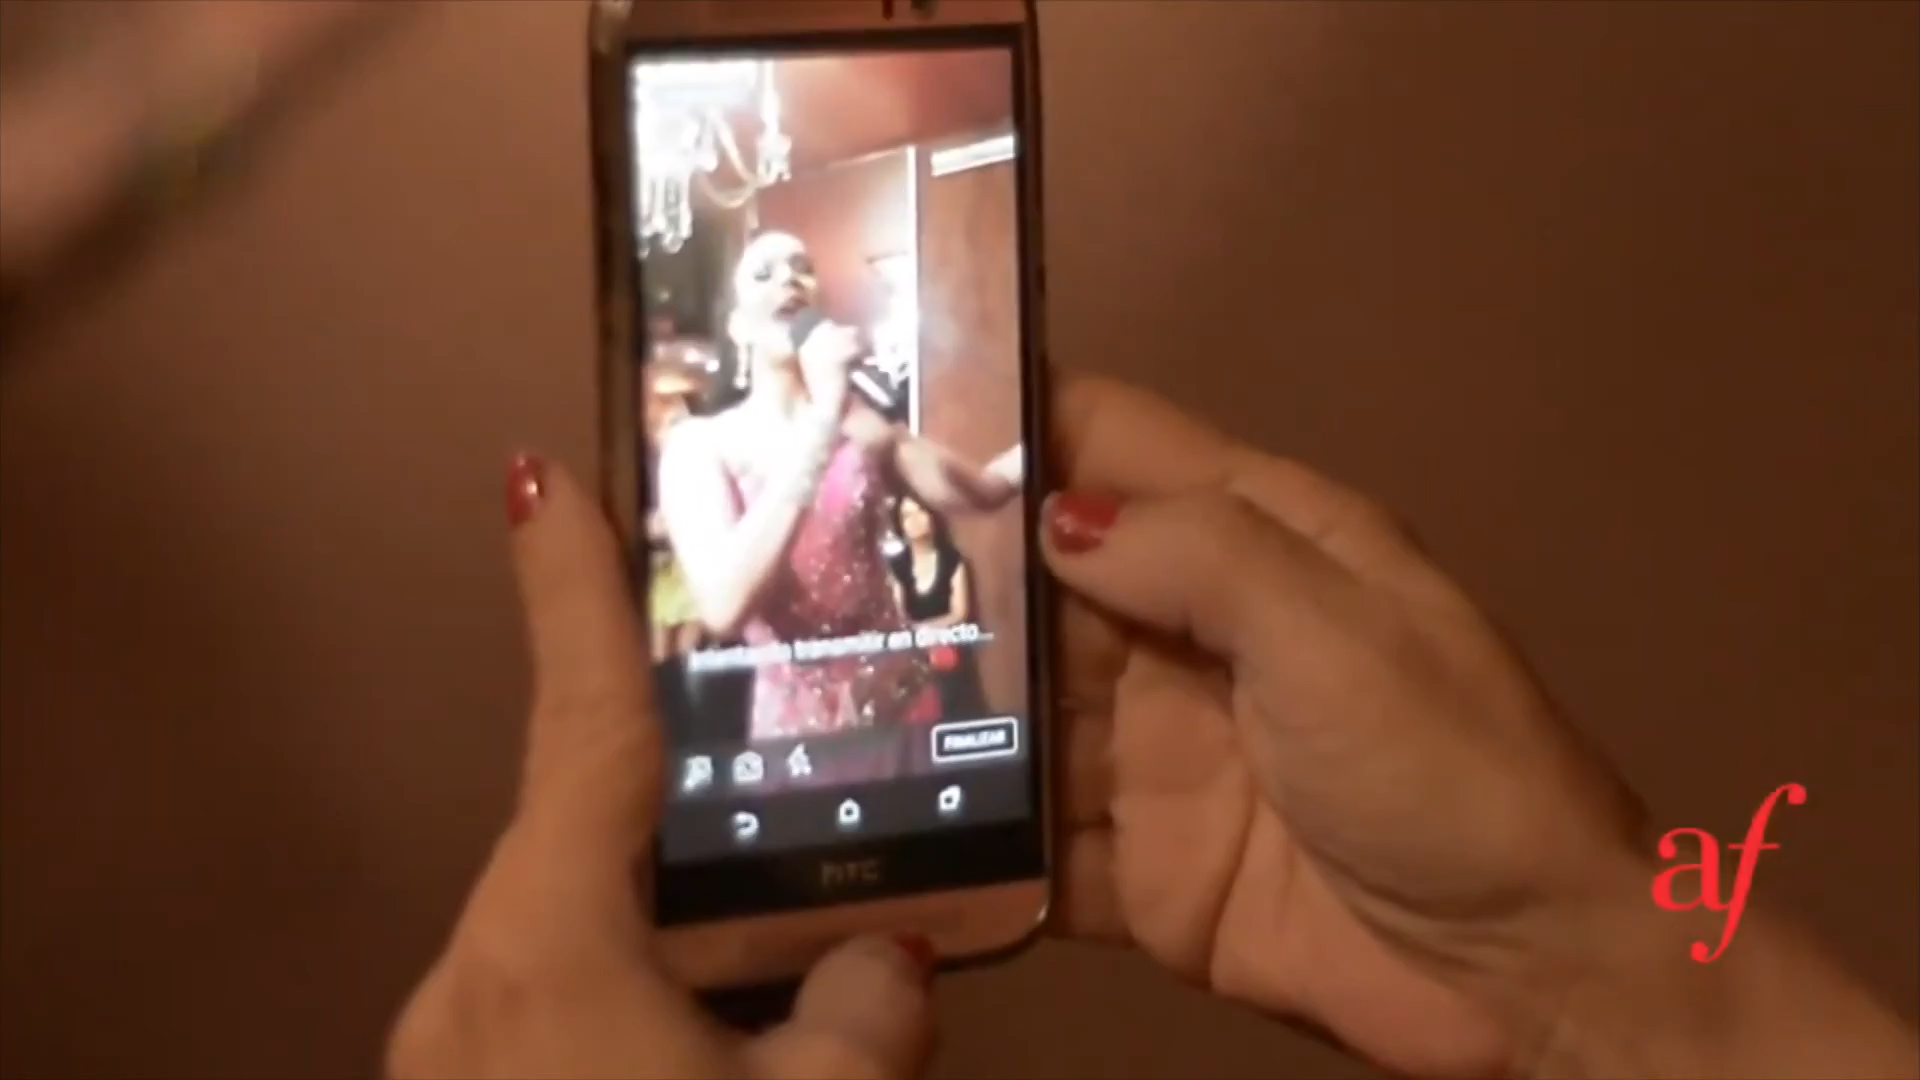 Intentando transmitir en directo...
FINALIZAR
hTC
af